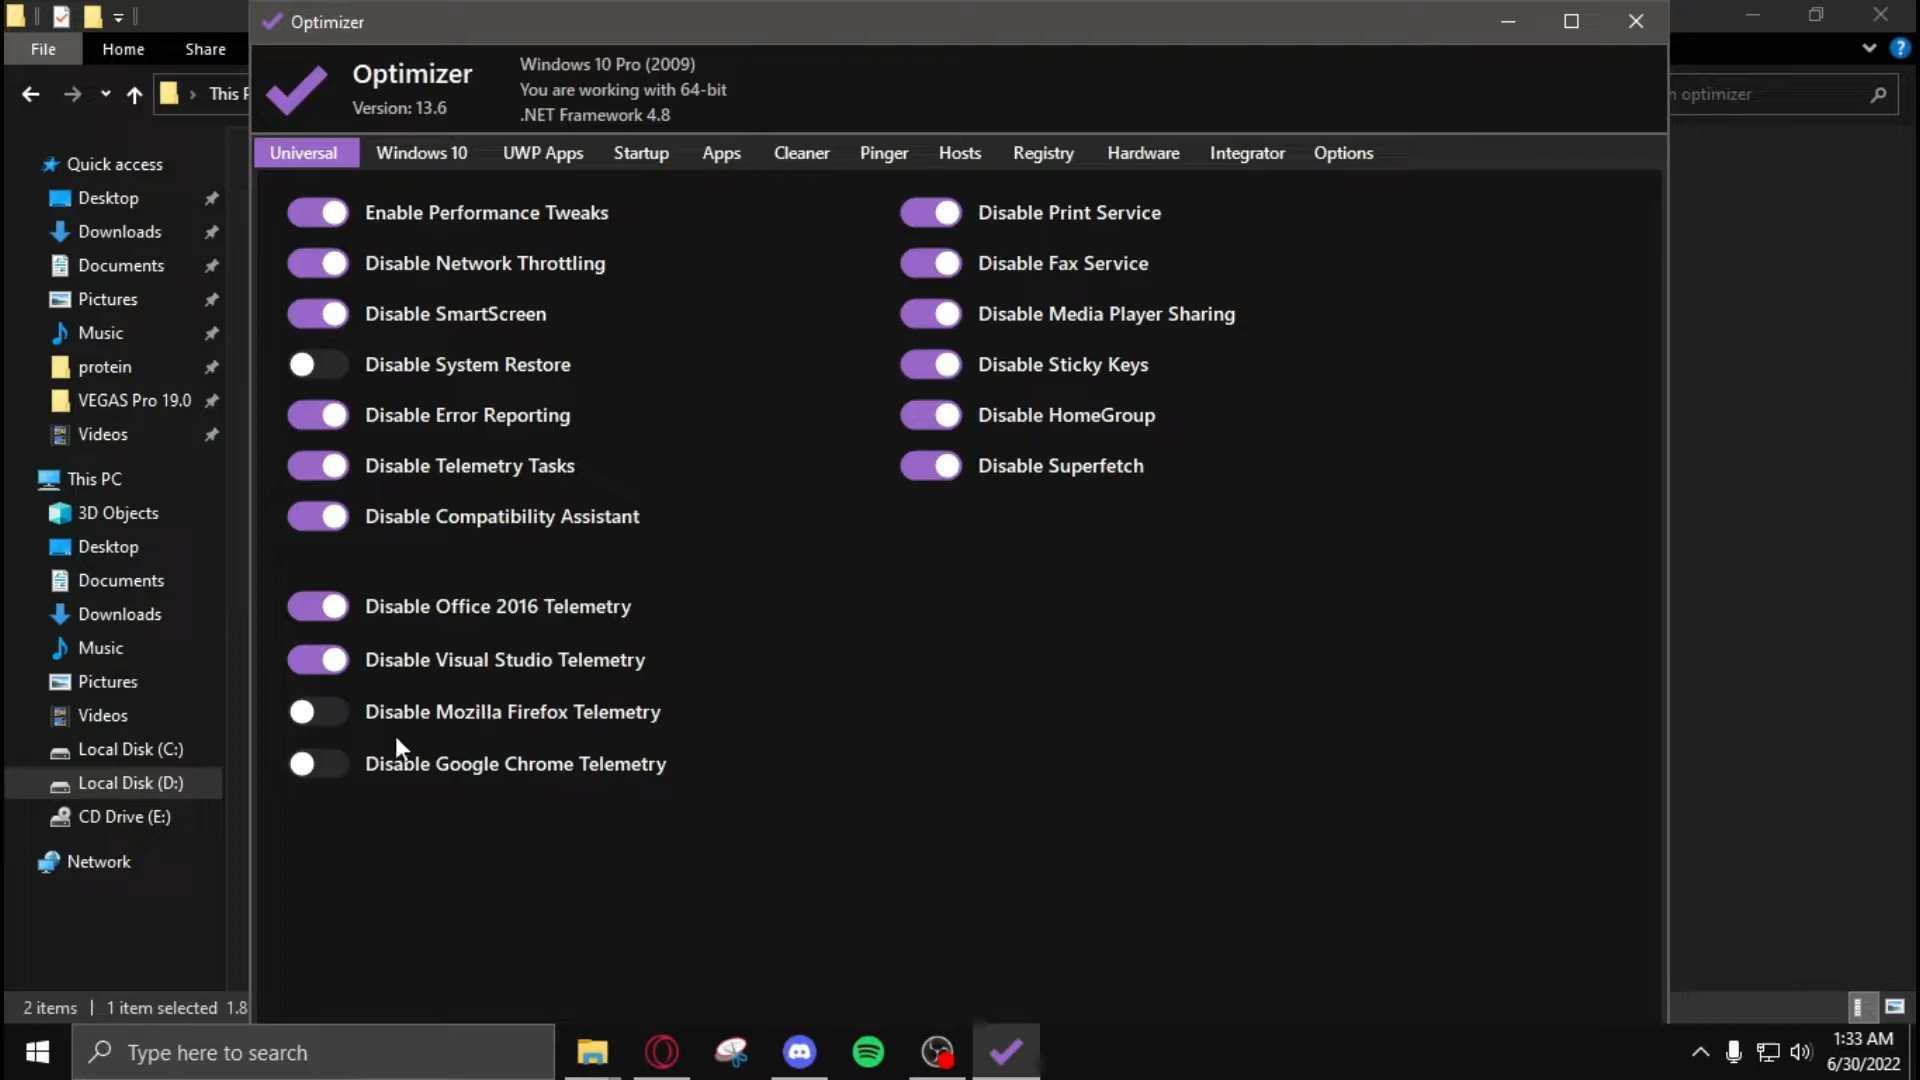 Optimizer
File
Home
Share
This P
optimizer
Optimizer
Version: 13.6
Windows 10 Pro (2009)
You are working with 64-bit
.NET Framework 4.8
Universal
Windows 10
UWP Apps
Startup
Apps
Cleaner
Pinger
Hosts
Registry
Hardware
Integrator
Options
Quick access
Desktop
Downloads
Documents
Pictures
Music
protein
VEGAS Pro 19.0
Videos
This PC
3D Objects
Desktop
Documents
Downloads
Music
Pictures
Videos
Local Disk (C:)
Local Disk (D:)
CD Drive (E:)
Network
Enable Performance Tweaks
Disable Network Throttling
Disable SmartScreen
Disable System Restore
Disable Error Reporting
Disable Telemetry Tasks
Disable Compatibility Assistant
Disable Office 2016 Telemetry
Disable Visual Studio Telemetry
Disable Mozilla Firefox Telemetry
Disable Google Chrome Telemetry
Disable Print Service
Disable Fax Service
Disable Media Player Sharing
Disable Sticky Keys
Disable HomeGroup
Disable Superfetch
2 items
1 item selected 1.8
Type here to search
1:33 AM
6/30/2022